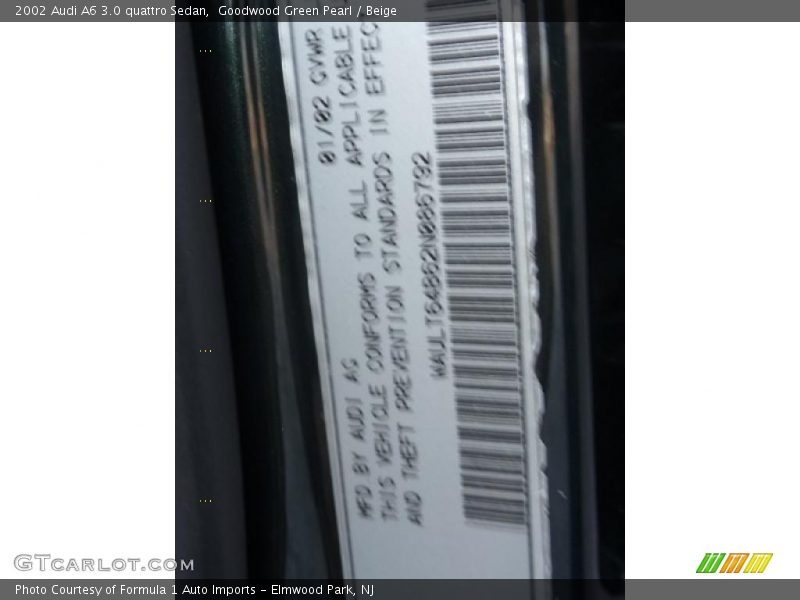 2002 Audi A6 3.0 quattro Sedan,  Goodwood Green Pearl / Beige
MFD BY AUDI AG 01/02 GVWR
THIS VEHICLE CONFORMS TO ALL APPLICABLE
AND THEFT PREVENTION STANDARDS IN EFFEC
WAULT64B62N086792
GTcarlot.com
Photo Courtesy of Formula 1 Auto Imports - Elmwood Park, NJ